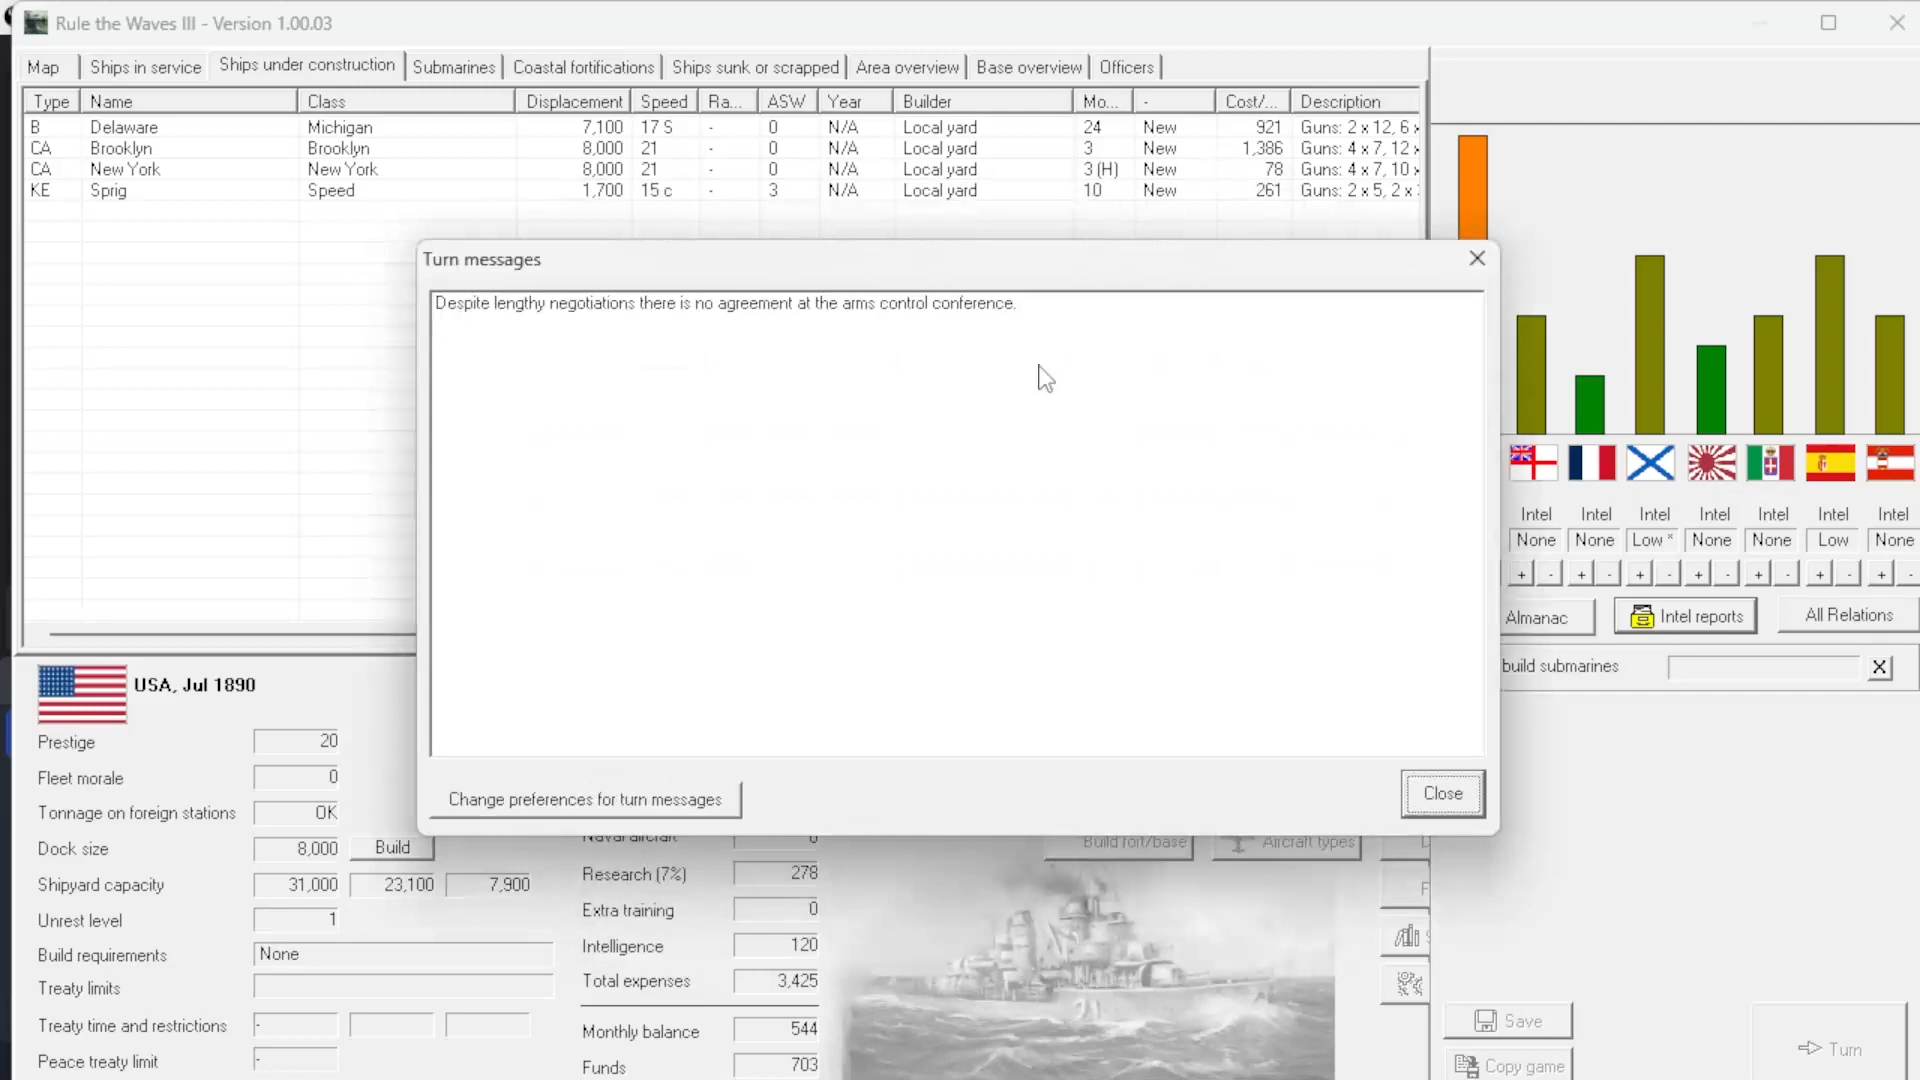 Rule the Waves III - Version 1.00.03
Map Ships in service Ships under construction Submarines Coastal fortifications Ships sunk or scrapped Area overview Base overview Officers
Type Name Class Displacement Speed Ra... ASW Year Builder Mo... - Cost/... Description
B Delaware Michigan 7,100 17 S - 0 N/A Local yard 24 New 921 Guns: 2 x 12, 6 x
CA Brooklyn Brooklyn 8,000 21 - 0 N/A Local yard 3 New 1,386 Guns: 4 x 7, 12 x
CA New York New York 8,000 21 - 0 N/A Local yard 3 (H) New 78 Guns: 4 x 7, 10 x
KE Sprig Speed 1,700 15 c - 3 N/A Local yard 10 New 261 Guns: 2 x 5, 2 x
Turn messages
Despite lengthy negotiations there is no agreement at the arms control conference.
Change preferences for turn messages
Close
Intel Intel Intel Intel Intel Intel Intel
None None Low * None None Low None
+ - + - + - + - + - + - + -
Almanac Intel reports All Relations
build submarines X
USA, Jul 1890
Prestige 20
Fleet morale 0
Tonnage on foreign stations OK
Dock size 8,000 Build
Shipyard capacity 31,000 23,100 7,900
Unrest level 1
Build requirements None
Treaty limits
Treaty time and restrictions -
Peace treaty limit -
Naval aircraft 0
Research (7%) 278
Extra training 0
Intelligence 120
Total expenses 3,425
Monthly balance 544
Funds 703
Build fort/base Aircraft types
Save
Copy game
Turn